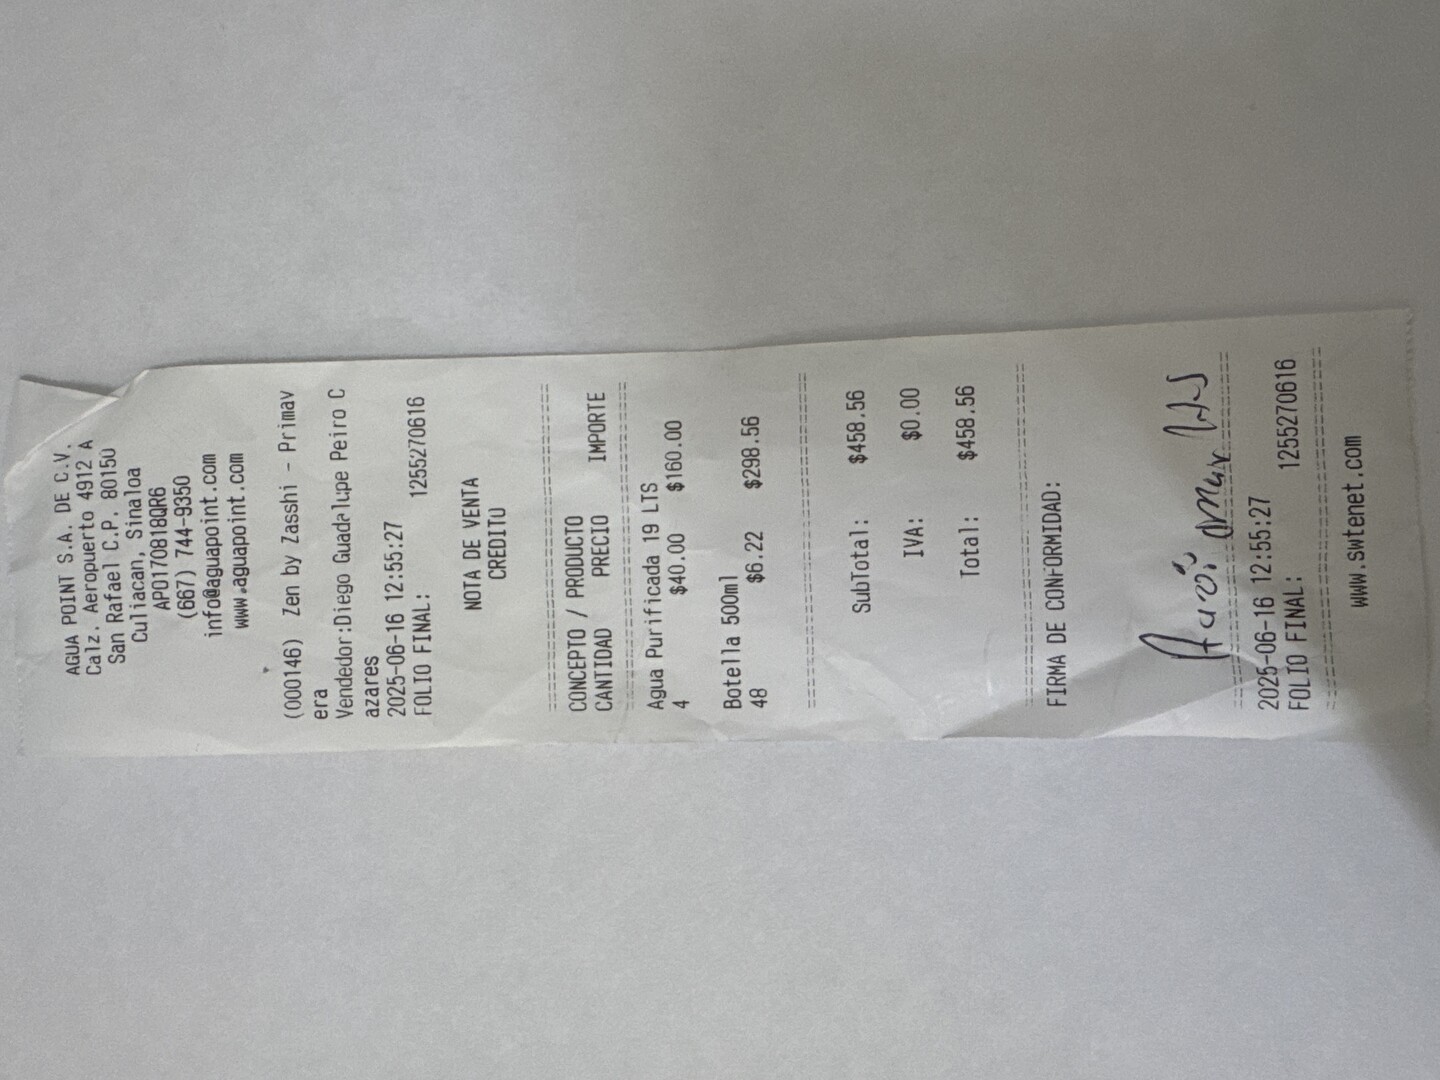 AGUA POINT S.A. DE C.V.
Calz. Aeropuerto 4912 A
San Rafael C.P. 80150
Culiacan, Sinaloa
APO170818QR6
(667) 744-9350
info@aguapoint.com
www.aguapoint.com
(000146) Zen by Zasshi - Primav
era
Vendedor:Diego Guadalupe Peiro C
azares
2025-06-16 12:55:27
FOLIO FINAL: 1255270616
NOTA DE VENTA
CREDITO
CONCEPTO / PRODUCTO
CANTIDAD PRECIO IMPORTE
Agua Purificada 19 LTS
4 $40.00 $160.00
Botella 500ml
48 $6.22 $298.56
SubTotal: $458.56
IVA: $0.00
Total: $458.56
FIRMA DE CONFORMIDAD:
2025-06-16 12:55:27
FOLIO FINAL: 1255270616
www.swtenet.com